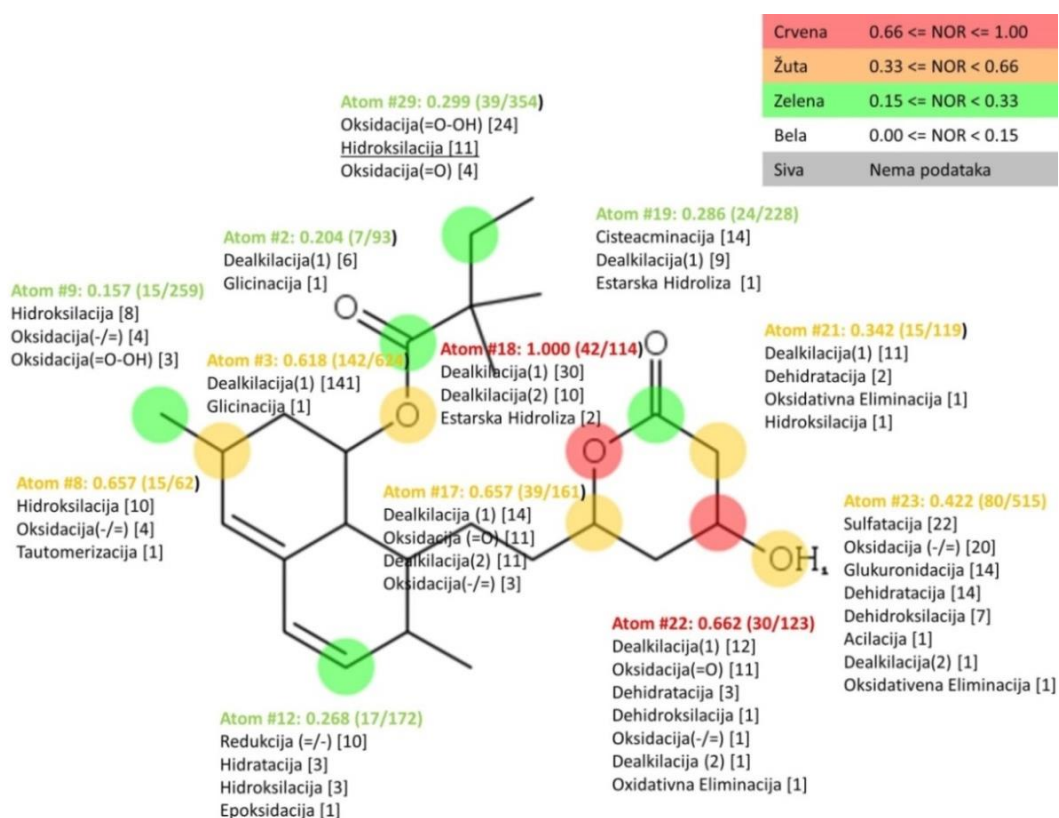 Crvena 0.66 <= NOR <= 1.00
Žuta 0.33 <= NOR < 0.66
Zelena 0.15 <= NOR < 0.33
Bela 0.00 <= NOR < 0.15
Siva Nema podataka
Atom #29: 0.299 (39/354)
Oksidacija(=O-OH) [24]
Hidroksilacija [11]
Oksidacija(=O) [4]
Atom #2: 0.204 (7/93)
Dealkilacija(1) [6]
Glicinacija [1]
Atom #19: 0.286 (24/228)
Cisteacminacija [14]
Dealkilacija(1) [9]
Estarska Hidroliza [1]
Atom #9: 0.157 (15/259)
Hidroksilacija [8]
Oksidacija(-/=) [4]
Oksidacija(=O-OH) [3]
Atom #3: 0.618 (142/62
Dealkilacija(1) [141]
Glicinacija [1]
Atom #18: 1.000 (42/114)
Dealkilacija(1) [30]
Dealkilacija(2) [10]
Estarska Hidroliza [2]
Atom #21: 0.342 (15/119)
Dealkilacija(1) [11]
Dehidratacija [2]
Oksidativna Eliminacija [1]
Hidroksilacija [1]
O
O
O
O
OH₁
Atom #8: 0.657 (15/62)
Hidroksilacija [10]
Oksidacija(-/=) [4]
Tautomerizacija [1]
Atom #17: 0.657 (39/161)
Dealkilacija (1) [14]
Oksidacija (=O) [11]
Dealkilacija(2) [11]
Oksidacija(-/=) [3]
Atom #23: 0.422 (80/515)
Sulfatacija [22]
Oksidacija (-/=) [20]
Glukuronidacija [14]
Dehidratacija [14]
Dehidroksilacija [7]
Acilacija [1]
Dealkilacija(2) [1]
Oksidativena Eliminacija [1]
Atom #22: 0.662 (30/123)
Dealkilacija(1) [12]
Oksidacija(=O) [11]
Dehidratacija [3]
Dehidroksilacija [1]
Oksidacija(-/=) [1]
Dealkilacija (2) [1]
Oxidativna Eliminacija [1]
Atom #12: 0.268 (17/172)
Redukcija (=/-) [10]
Hidratacija [3]
Hidroksilacija [3]
Epoksidacija [1]